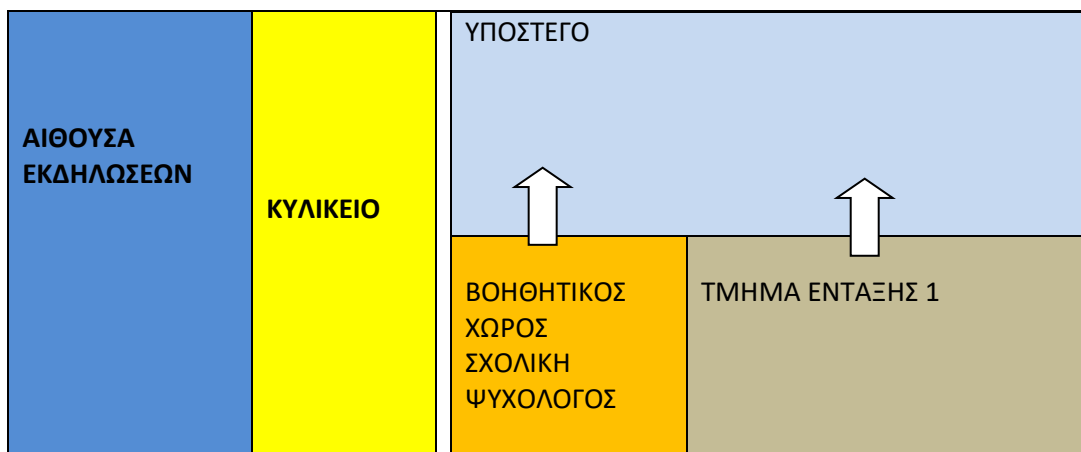 ΑΙΘΟΥΣΑ
ΕΚΔΗΛΩΣΕΩΝ
ΚΥΛΙΚΕΙΟ
ΥΠΟΣΤΕΓΟ
ΒΟΗΘΗΤΙΚΟΣ
ΧΩΡΟΣ
ΣΧΟΛΙΚΗ
ΨΥΧΟΛΟΓΟΣ
ΤΜΗΜΑ ΕΝΤΑΞΗΣ 1